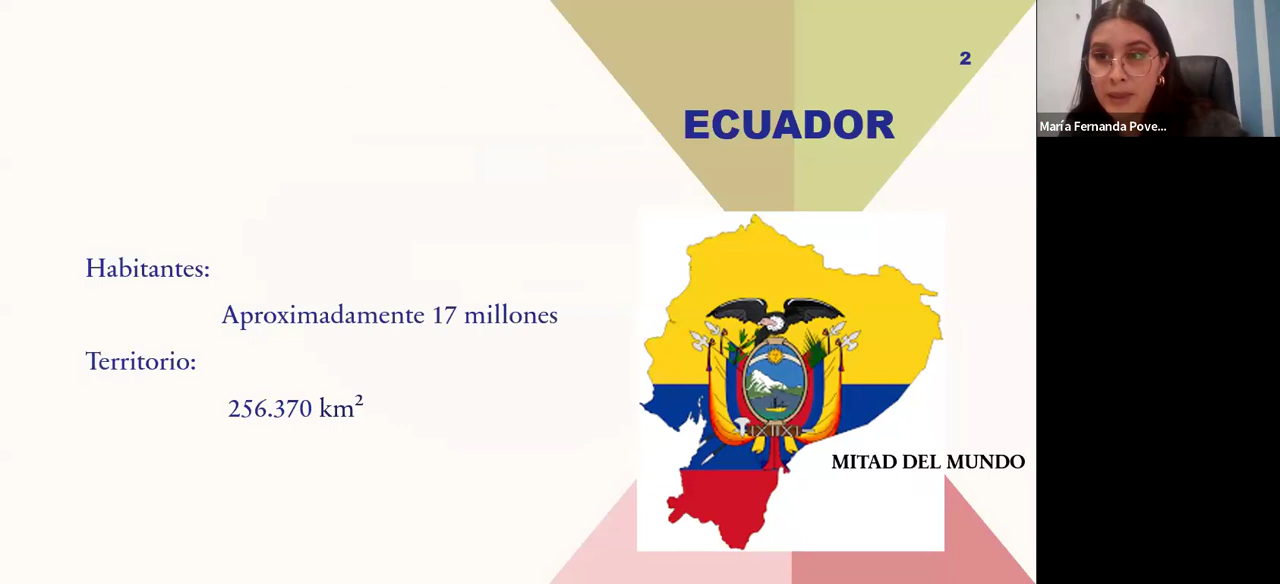 2
ECUADOR
Habitantes:
Aproximadamente 17 millones
Territorio:
256.370 km²
MITAD DEL MUNDO
María Fernanda Pove...